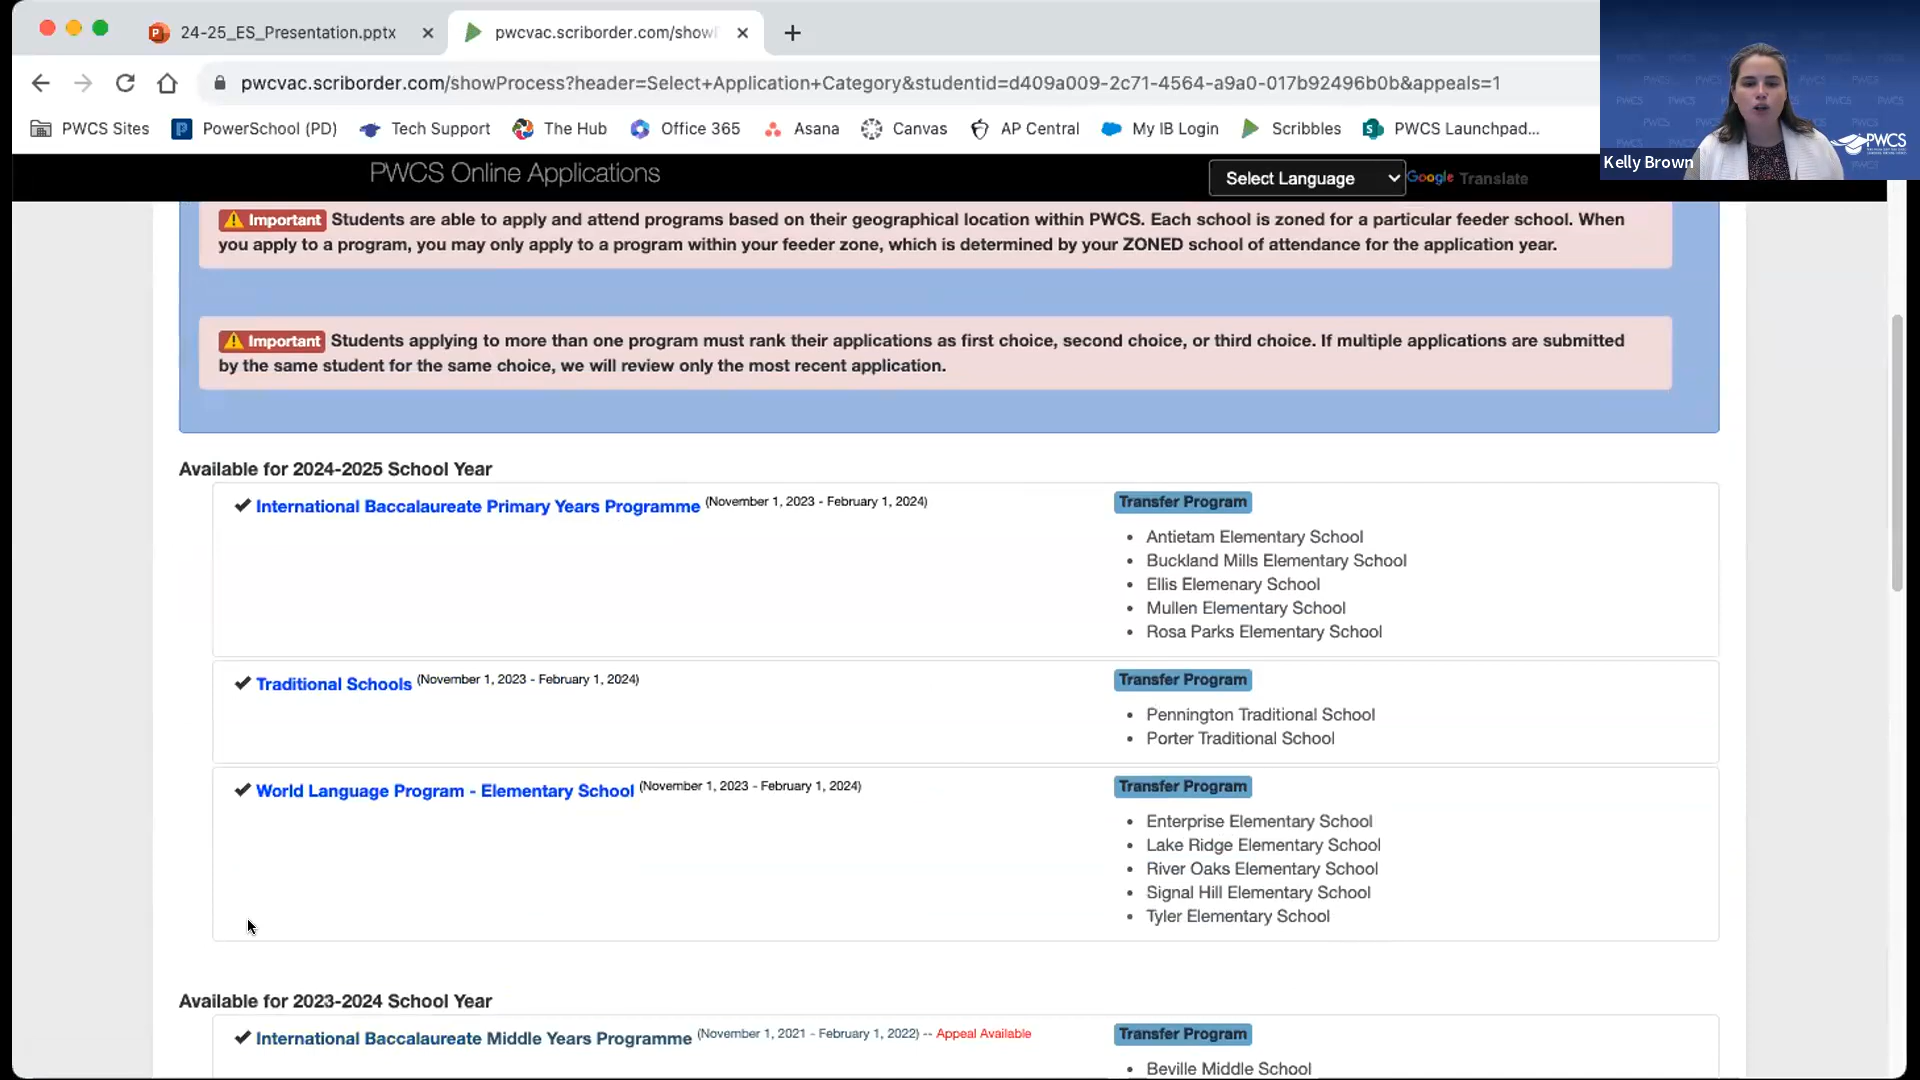 24-25_ES_Presentation.pptx
pwcvac.scriborder.com/show
pwcvac.scriborder.com/showProcess?header=Select+Application+Category&studentid=d409a009-2c71-4564-a9a0-017b92496b0b&appeals=1
PWCS Sites PowerSchool (PD) Tech Support The Hub Office 365 Asana Canvas AP Central My IB Login Scribbles PWCS Launchpad...
PWCS
Kelly Brown
PWCS Online Applications
Select Language
Google Translate
Important Students are able to apply and attend programs based on their geographical location within PWCS. Each school is zoned for a particular feeder school. When
you apply to a program, you may only apply to a program within your feeder zone, which is determined by your ZONED school of attendance for the application year.
Important Students applying to more than one program must rank their applications as first choice, second choice, or third choice. If multiple applications are submitted
by the same student for the same choice, we will review only the most recent application.
Available for 2024-2025 School Year
International Baccalaureate Primary Years Programme (November 1, 2023 - February 1, 2024)
Transfer Program
Antietam Elementary School
Buckland Mills Elementary School
Ellis Elemenary School
Mullen Elementary School
Rosa Parks Elementary School
Traditional Schools (November 1, 2023 - February 1, 2024)
Transfer Program
Pennington Traditional School
Porter Traditional School
World Language Program - Elementary School (November 1, 2023 - February 1, 2024)
Transfer Program
Enterprise Elementary School
Lake Ridge Elementary School
River Oaks Elementary School
Signal Hill Elementary School
Tyler Elementary School
Available for 2023-2024 School Year
International Baccalaureate Middle Years Programme (November 1, 2021 - February 1, 2022) -- Appeal Available
Transfer Program
Beville Middle School